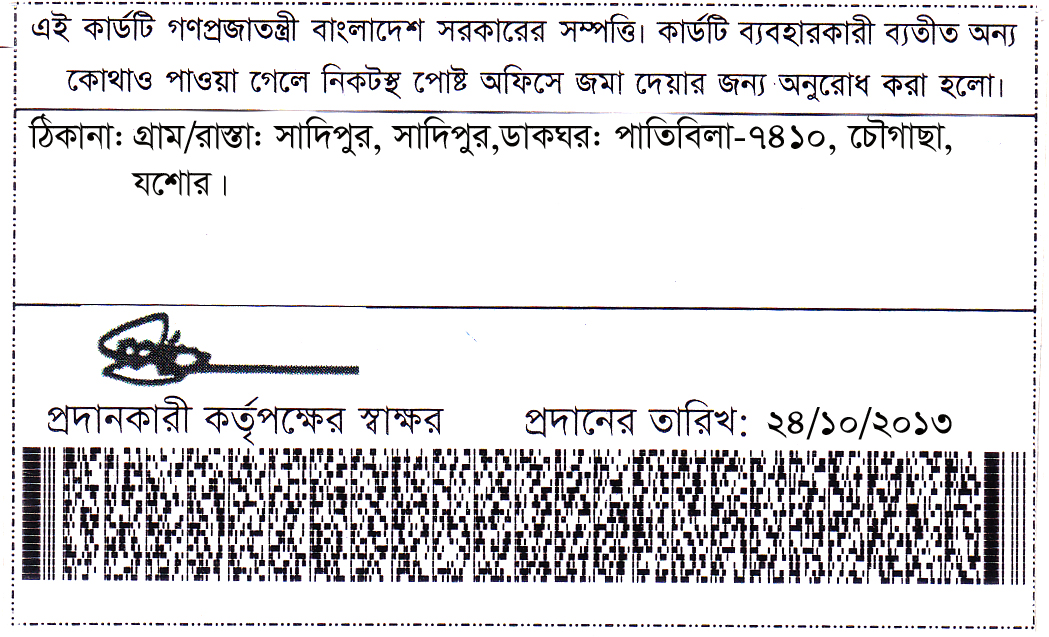 এই কার্ডটি গণপ্রজাতন্ত্রী বাংলাদেশ সরকারের সম্পত্তি। কার্ডটি ব্যবহারকারী ব্যতীত অন্য
কোথাও পাওয়া গেলে নিকটস্থ পোষ্ট অফিসে জমা দেয়ার জন্য অনুরোধ করা হলো।
ঠিকানা: গ্রাম/রাস্তা: সাদিপুর, সাদিপুর,ডাকঘর: পাতিবিলা-৭৪১০, চৌগাছা,
যশোর।
প্রদানকারী কর্তৃপক্ষের স্বাক্ষর প্রদানের তারিখ: ২৪/১০/২০১৩